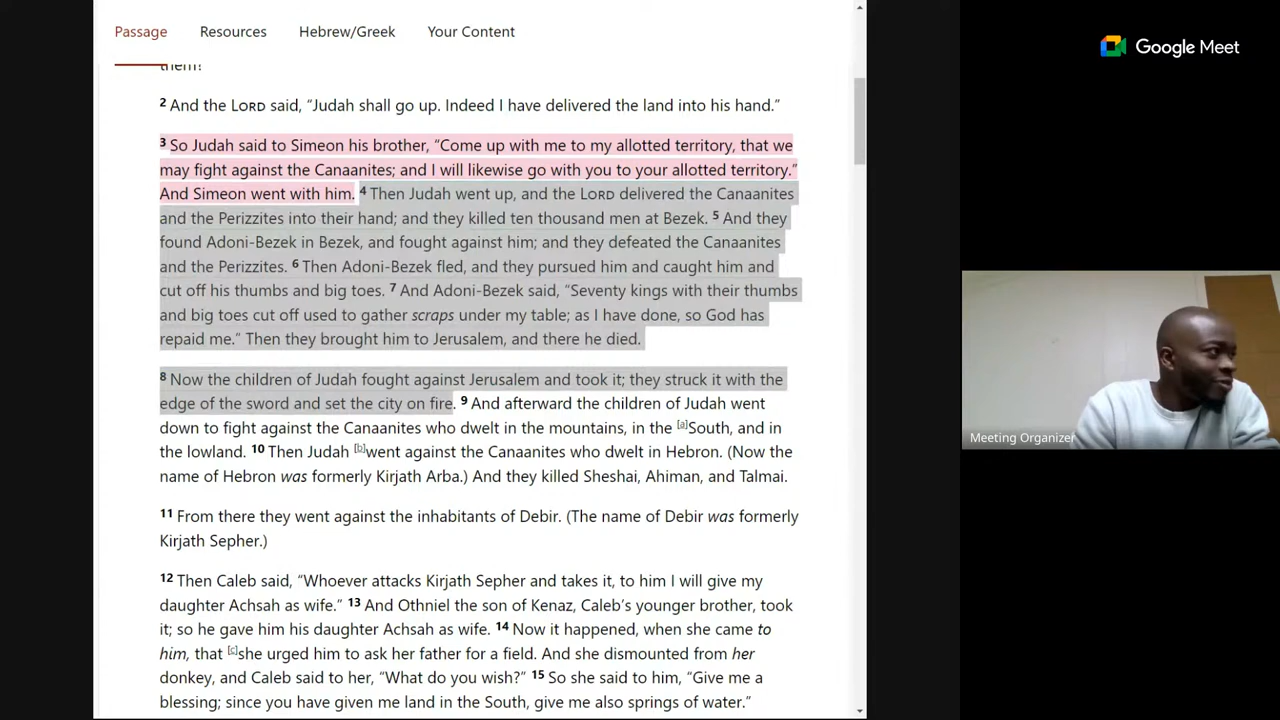 Passage Resources Hebrew/Greek Your Content
them?
2 And the LORD said, “Judah shall go up. Indeed I have delivered the land into his hand.”
3 So Judah said to Simeon his brother, “Come up with me to my allotted territory, that we
may fight against the Canaanites; and I will likewise go with you to your allotted territory.”
And Simeon went with him. 4 Then Judah went up, and the LORD delivered the Canaanites
and the Perizzites into their hand; and they killed ten thousand men at Bezek. 5 And they
found Adoni-Bezek in Bezek, and fought against him; and they defeated the Canaanites
and the Perizzites. 6 Then Adoni-Bezek fled, and they pursued him and caught him and
cut off his thumbs and big toes. 7 And Adoni-Bezek said, “Seventy kings with their thumbs
and big toes cut off used to gather scraps under my table; as I have done, so God has
repaid me.” Then they brought him to Jerusalem, and there he died.
8 Now the children of Judah fought against Jerusalem and took it; they struck it with the
edge of the sword and set the city on fire. 9 And afterward the children of Judah went
down to fight against the Canaanites who dwelt in the mountains, in the [a]South, and in
the lowland. 10 Then Judah [b]went against the Canaanites who dwelt in Hebron. (Now the
name of Hebron was formerly Kirjath Arba.) And they killed Sheshai, Ahiman, and Talmai.
11 From there they went against the inhabitants of Debir. (The name of Debir was formerly
Kirjath Sepher.)
12 Then Caleb said, “Whoever attacks Kirjath Sepher and takes it, to him I will give my
daughter Achsah as wife.” 13 And Othniel the son of Kenaz, Caleb’s younger brother, took
it; so he gave him his daughter Achsah as wife. 14 Now it happened, when she came to
him, that [c]she urged him to ask her father for a field. And she dismounted from her
donkey, and Caleb said to her, “What do you wish?” 15 So she said to him, “Give me a
blessing; since you have given me land in the South, give me also springs of water.”
Google Meet
Meeting Organizer